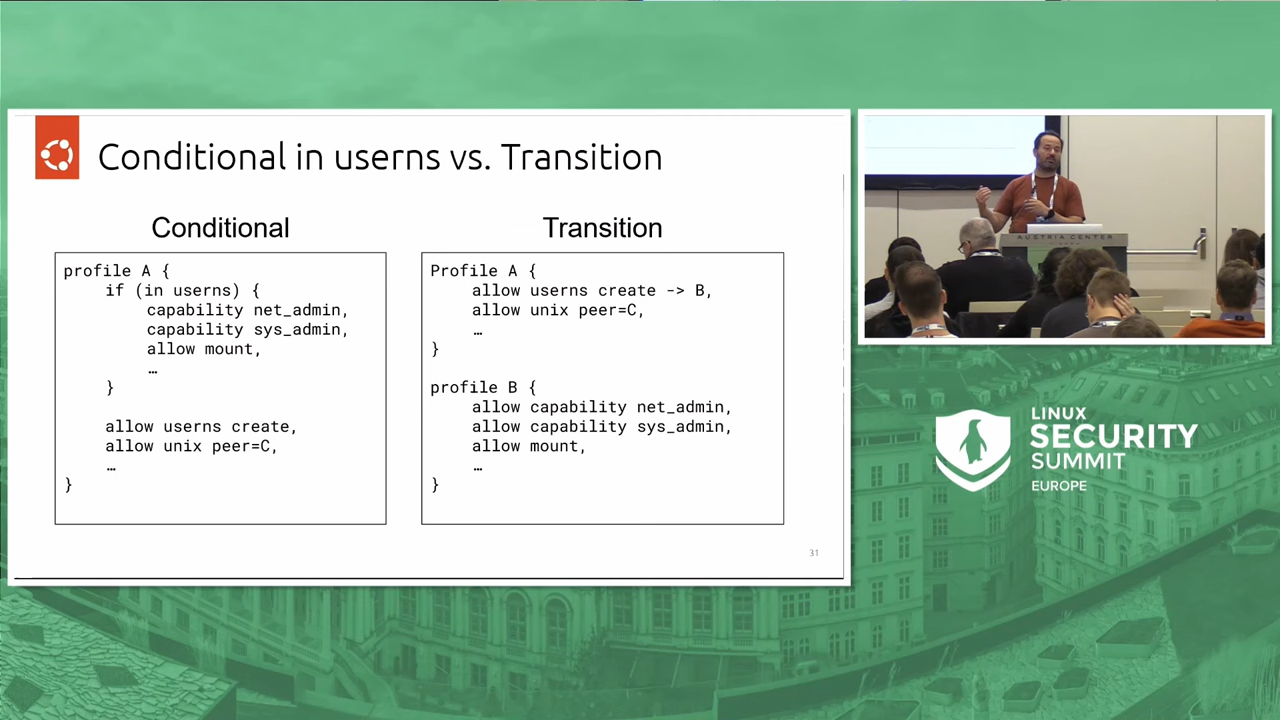 Conditional in userns vs. Transition
Conditional
profile A {
if (in userns) {
capability net_admin,
capability sys_admin,
allow mount,
…
}
allow userns create,
allow unix peer=C,
…
}
Transition
Profile A {
allow userns create -> B,
allow unix peer=C,
…
}
profile B {
allow capability net_admin,
allow capability sys_admin,
allow mount,
…
}
31
AUSTRIA CENTER
LINUX
SECURITY
SUMMIT
EUROPE